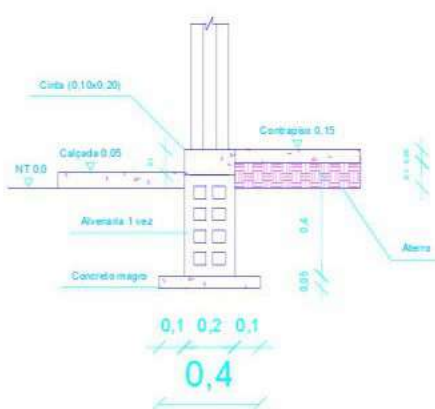 Cinta (0.10x0.20)
Contrapiso 0,15
Calçada 0,05
NT 0,0
Alvenaria 1 vez
Aterro
0,4
Concreto magro
0,05
0,1 0,2 0,1
0,4